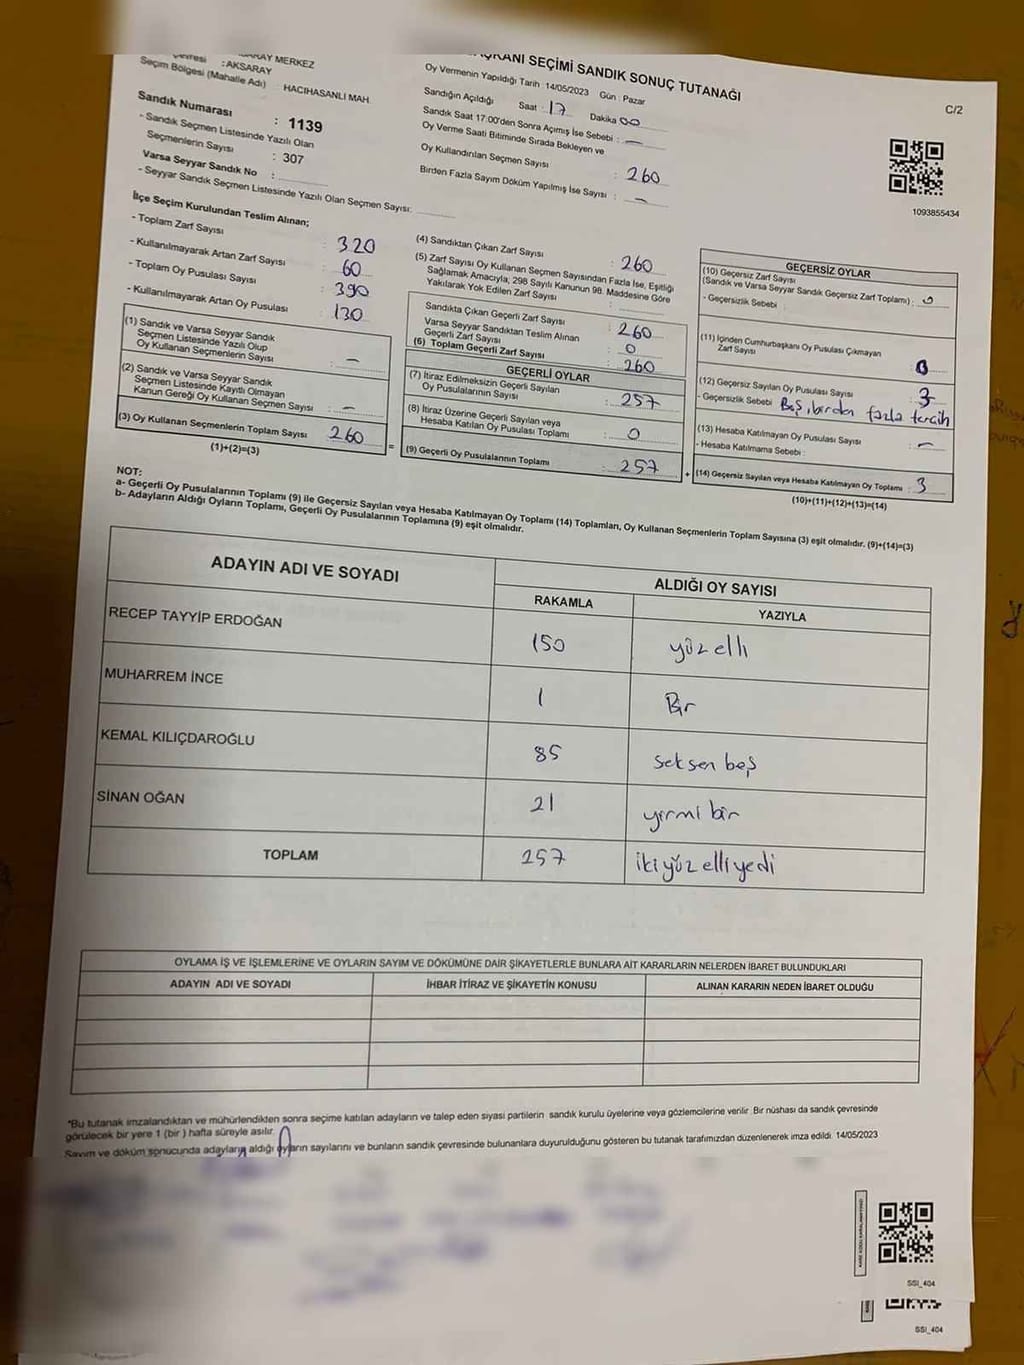 AŞKANI SEÇİMİ SANDIK SONUÇ TUTANAĞI
C/2
MERKEZ
: AKSARAY
Seçim Bölgesi (Mahalle Adı) : HACIHASANLI MAH.
Sandık Numarası : 1139
- Sandık Seçmen Listesinde Yazılı Olan
Seçmenlerin Sayısı : 307
Varsa Seyyar Sandık No :
- Seyyar Sandık Seçmen Listesinde Yazılı Olan Seçmen Sayısı:
Oy Vermenin Yapıldığı Tarih : 14/05/2023 Gün : Pazar
Sandığın Açıldığı Saat : 17 Dakika 00
Sandık Saat 17:00'den Sonra Açımış İse Sebebi : —
Oy Verme Saati Bitiminde Sırada Bekleyen ve
Oy Kullandırılan Seçmen Sayısı : 260
Birden Fazla Sayım Döküm Yapılmış İse Sayısı : —
1093855434
İlçe Seçim Kurulundan Teslim Alınan;
- Toplam Zarf Sayısı : 320
- Kullanılmayarak Artan Zarf Sayısı : 60
- Toplam Oy Pusulası Sayısı : 390
- Kullanılmayarak Artan Oy Pusulası : 130
(1) Sandık ve Varsa Seyyar Sandık
Seçmen Listesinde Yazılı Olup
Oy Kullanan Seçmenlerin Sayısı : —
(2) Sandık ve Varsa Seyyar Sandık
Seçmen Listesinde Kayıtlı Olmayan
Kanun Gereği Oy Kullanan Seçmen Sayısı : —
(3) Oy Kullanan Seçmenlerin Toplam Sayısı 260
(1)+(2)=(3)
=
(4) Sandıktan Çıkan Zarf Sayısı : 260
(5) Zarf Sayısı Oy Kullanan Seçmen Sayısından Fazla İse, Eşitliği
Sağlamak Amacıyla, 298 Sayılı Kanunun 98. Maddesine Göre
Yakılarak Yok Edilen Zarf Sayısı :
Sandıkta Çıkan Geçerli Zarf Sayısı : 260
Varsa Seyyar Sandıktan Teslim Alınan
Geçerli Zarf Sayısı : 0
(6) Toplam Geçerli Zarf Sayısı : 260
GEÇERLİ OYLAR
(7) İtiraz Edilmeksizin Geçerli Sayılan
Oy Pusulalarının Sayısı : 257
(8) İtiraz Üzerine Geçerli Sayılan veya
Hesaba Katılan Oy Pusulası Toplamı : 0
(9) Geçerli Oy Pusulalarının Toplamı : 257
+
GEÇERSİZ OYLAR
(10) Geçersiz Zarf Sayısı
(Sandık ve Varsa Seyyar Sandık Geçersiz Zarf Toplamı) : 0
- Geçersizlik Sebebi :
(11) İçinden Cumhurbaşkanı Oy Pusulası Çıkmayan
Zarf Sayısı : 0
(12) Geçersiz Sayılan Oy Pusulası Sayısı : 3
- Geçersizlik Sebebi Boş, birden fazla tercih
(13) Hesaba Katılmayan Oy Pusulası Sayısı : —
- Hesaba Katılmama Sebebi :
(14) Geçersiz Sayılan veya Hesaba Katılmayan Oy Toplamı : 3
(10)+(11)+(12)+(13)=(14)
NOT:
a- Geçerli Oy Pusulalarının Toplamı (9) ile Geçersiz Sayılan veya Hesaba Katılmayan Oy Toplamı (14) Toplamları, Oy Kullanan Seçmenlerin Toplam Sayısına (3) eşit olmalıdır. (9)+(14)=(3)
b- Adayların Aldığı Oyların Toplamı, Geçerli Oy Pusulalarının Toplamına (9) eşit olmalıdır.
ADAYIN ADI VE SOYADI
ALDIĞI OY SAYISI
RAKAMLA YAZIYLA
RECEP TAYYİP ERDOĞAN 150 yüz elli
MUHARREM İNCE 1 Bir
KEMAL KILIÇDAROĞLU 85 seksen beş
SİNAN OĞAN 21 yirmi bir
TOPLAM 257 iki yüz elli yedi
OYLAMA İŞ VE İŞLEMLERİNE VE OYLARIN SAYIM VE DÖKÜMÜNE DAİR ŞİKAYETLERLE BUNLARA AİT KARARLARIN NELERDEN İBARET BULUNDUKLARI
ADAYIN ADI VE SOYADI İHBAR İTİRAZ VE ŞİKAYETİN KONUSU ALINAN KARARIN NEDEN İBARET OLDUĞU
*Bu tutanak imzalandıktan ve mühürlendikten sonra seçime katılan adayların ve talep eden siyasi partilerin sandık kurulu üyelerine veya gözlemcilerine verilir. Bir nüshası da sandık çevresinde
görülecek bir yere 1 (bir) hafta süreyle asılır.
Sayım ve döküm sonucunda adayların aldığı oyların sayılarını ve bunların sandık çevresinde bulunanlara duyurulduğunu gösteren bu tutanak tarafımızdan düzenlenerek imza edildi. 14/05/2023
SSI_404
SSI_404